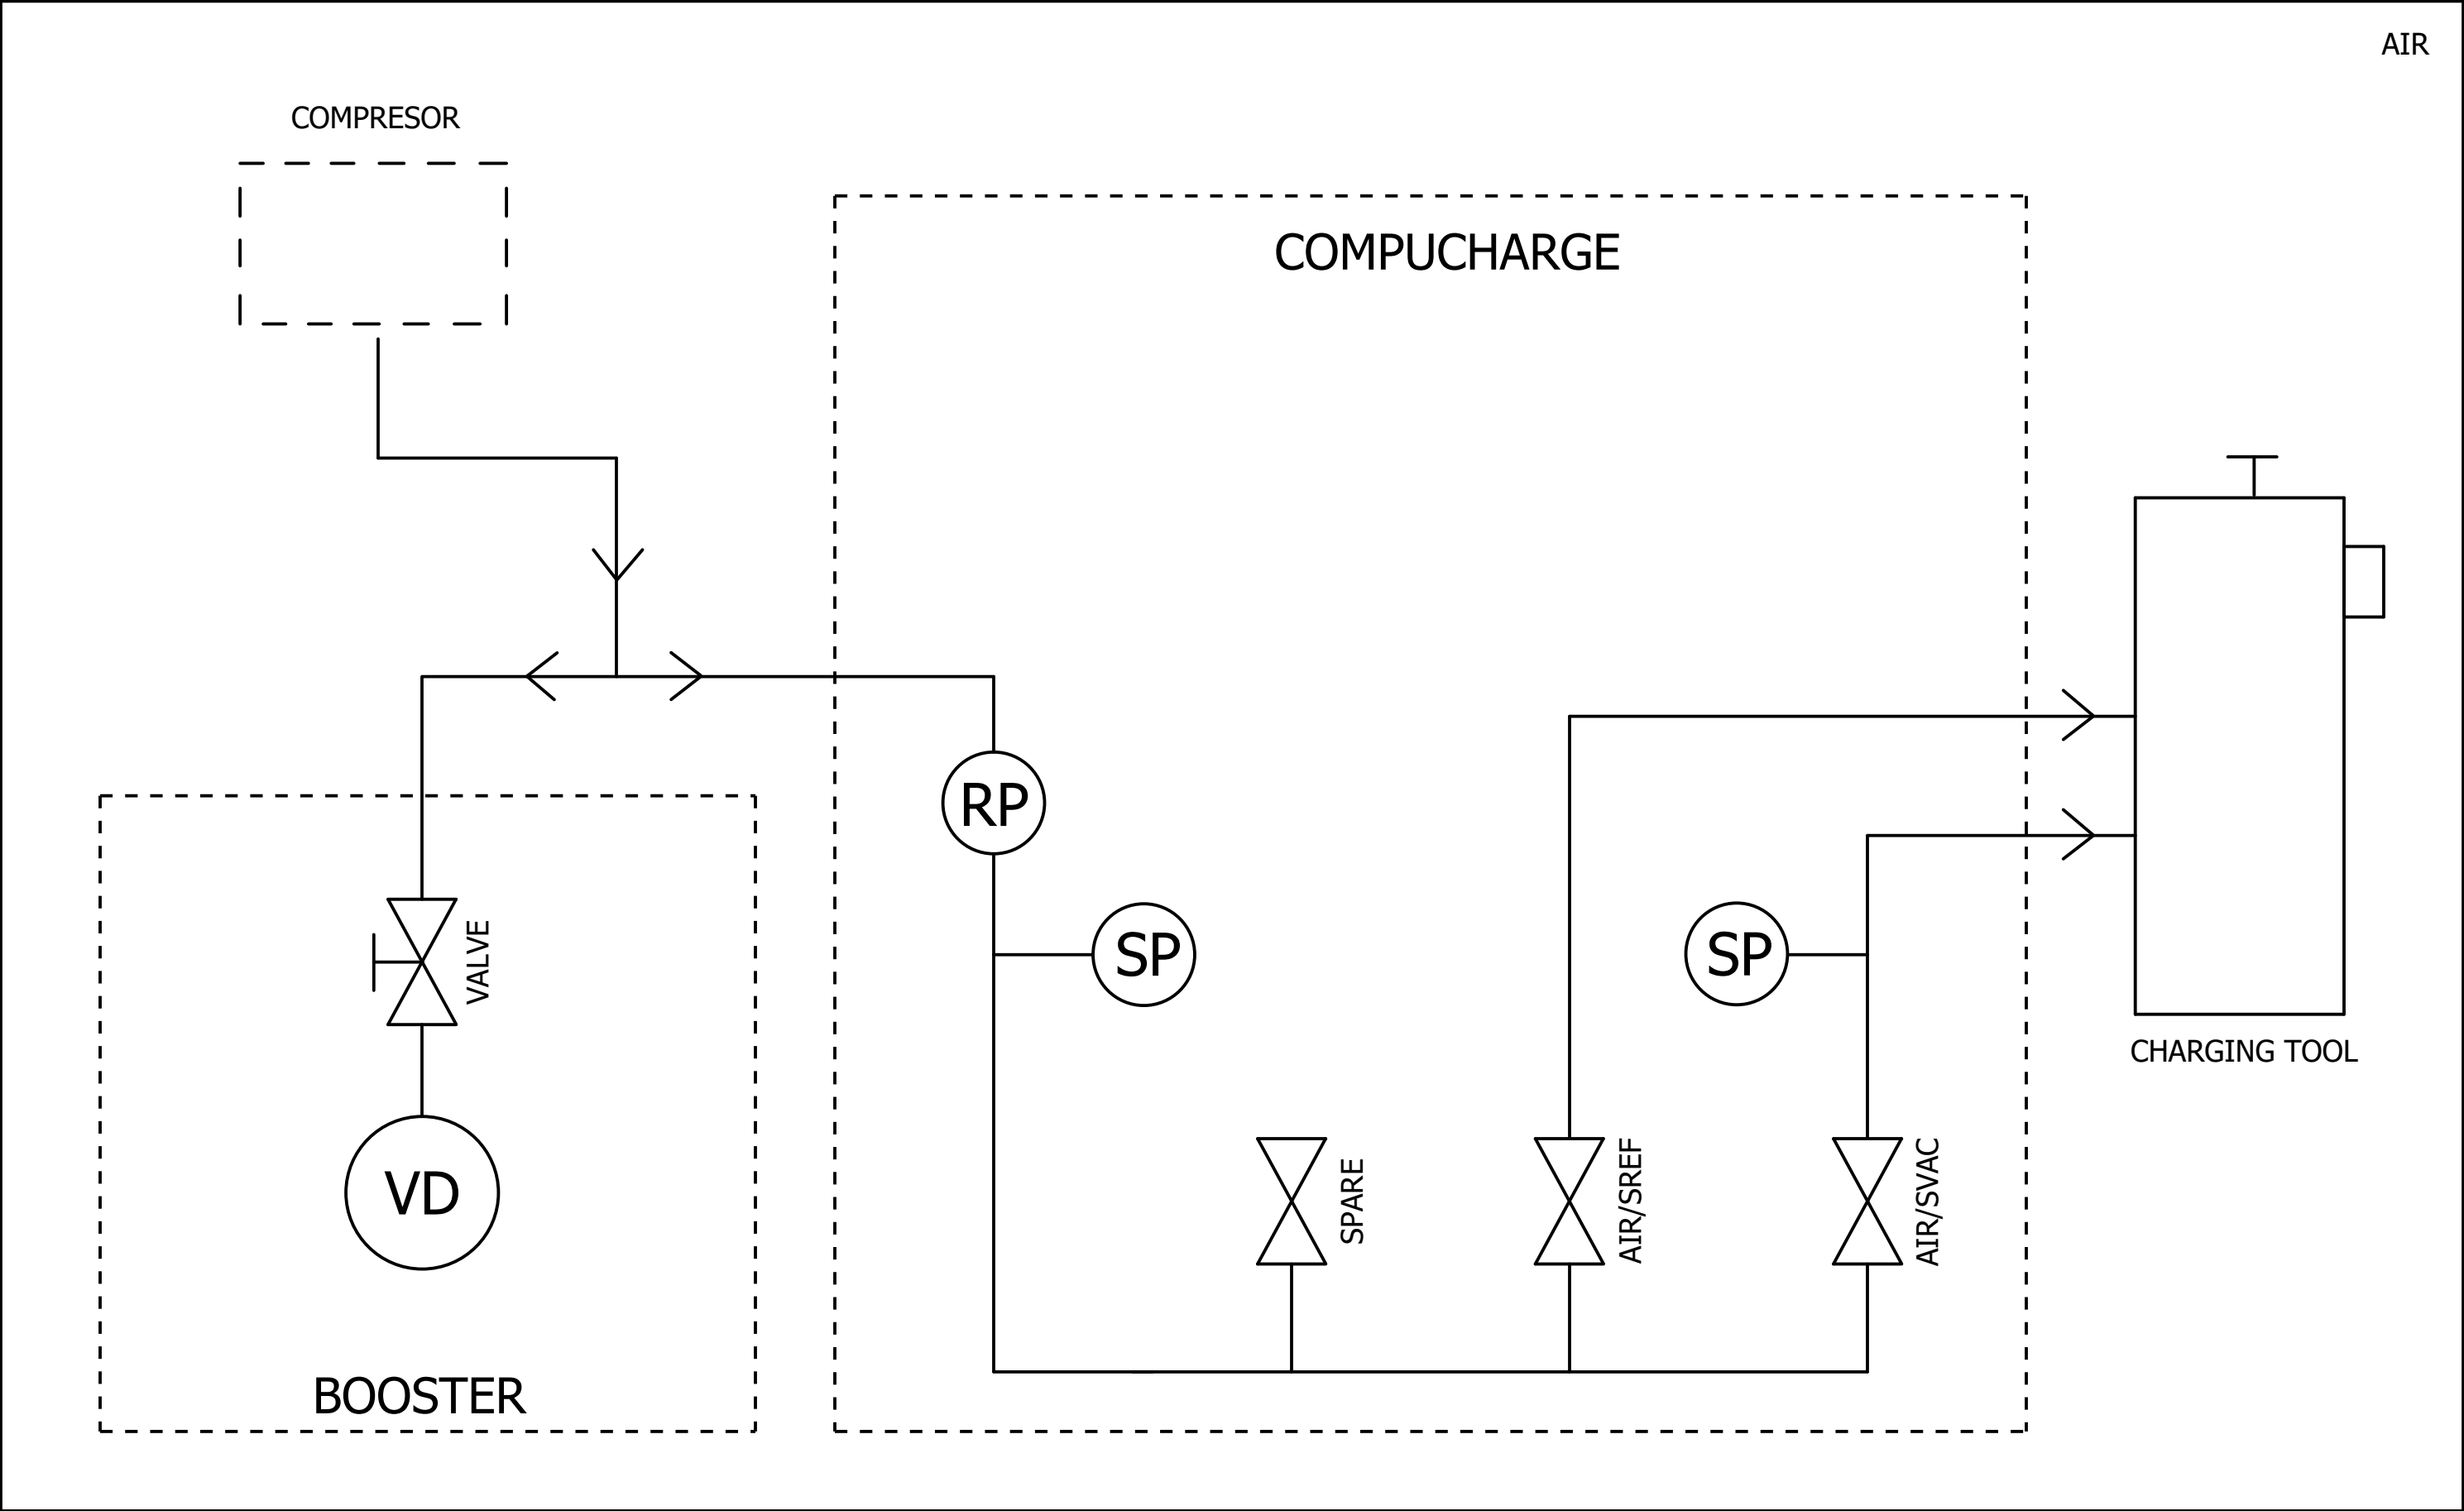 AIR
COMPRESOR
COMPUCHARGE
RP
VALVE
SP
SP
CHARGING TOOL
VD
SPARE
AIR/SREF
AIR/SVAC
BOOSTER